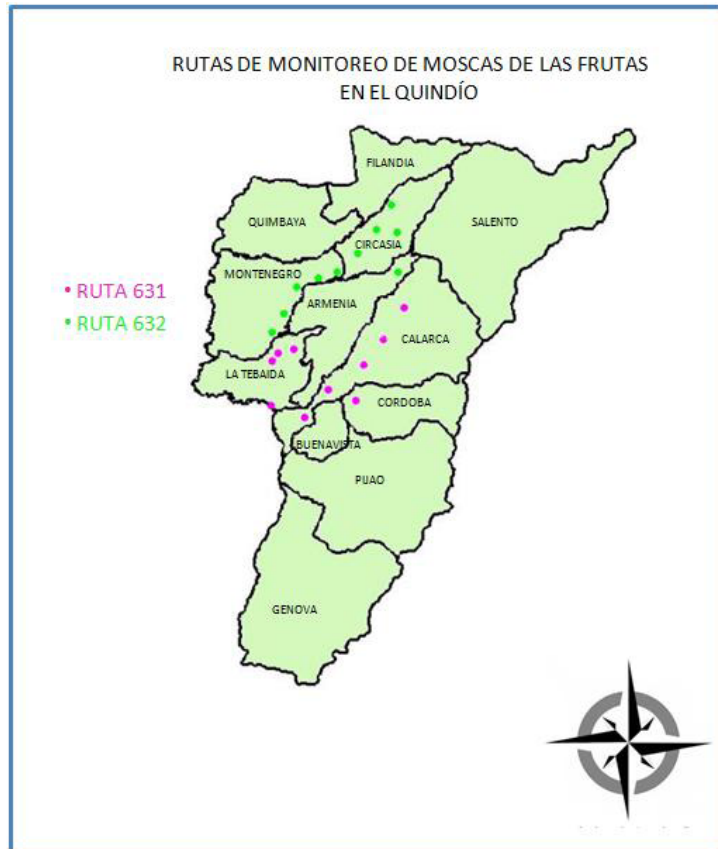 RUTAS DE MONITOREO DE MOSCAS DE LAS FRUTAS
EN EL QUINDÍO
FILANDIA
QUIMBAYA
SALENTO
CIRCASIA
MONTENEGRO
• RUTA 631
ARMENIA
• RUTA 632
CALARCA
LA TEBAIDA
CORDOBA
BUENAVISTA
PIJAO
GENOVA